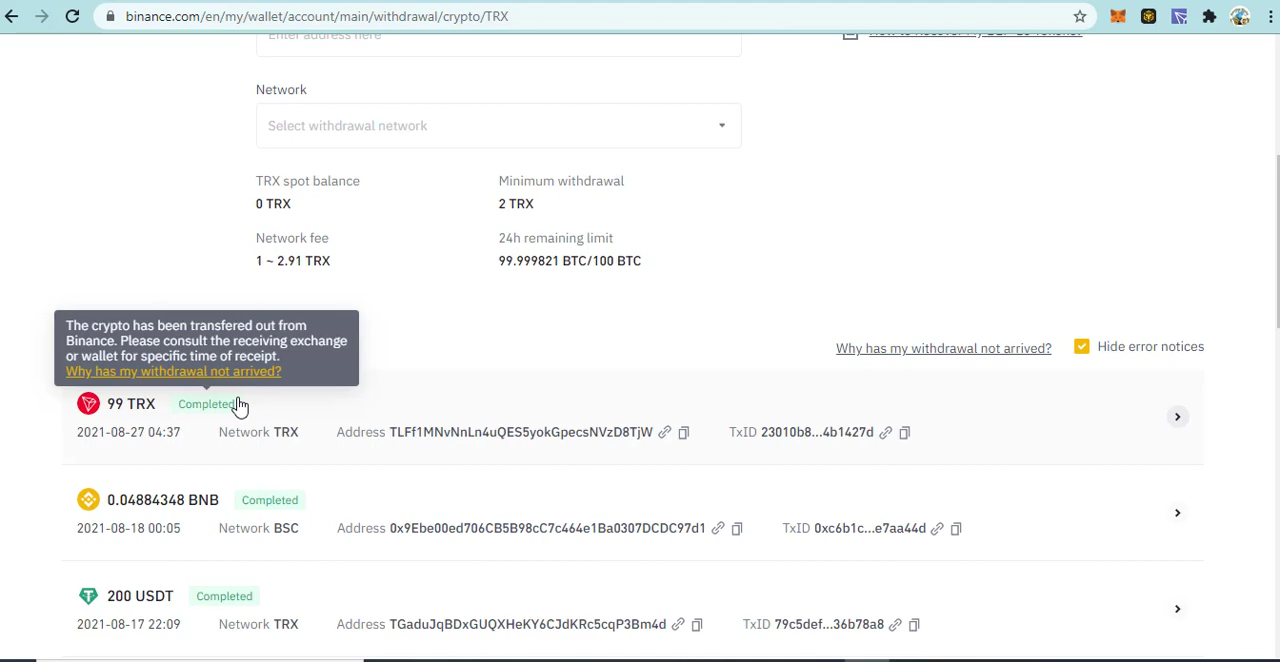 binance.com/en/my/wallet/account/main/withdrawal/crypto/TRX
Enter address here
Network
Select withdrawal network
TRX spot balance
Minimum withdrawal
0 TRX
2 TRX
Network fee
24h remaining limit
1 ~ 2.91 TRX
99.999821 BTC/100 BTC
The crypto has been transfered out from
Binance. Please consult the receiving exchange
or wallet for specific time of receipt.
Why has my withdrawal not arrived?
Why has my withdrawal not arrived?
Hide error notices
99 TRX Completed
2021-08-27 04:37 Network TRX Address TLFf1MNvNnLn4uQES5yokGpecsNVzD8TjW TxID 23010b8...4b1427d
0.04884348 BNB Completed
2021-08-18 00:05 Network BSC Address 0x9Ebe00ed706CB5B98cC7c464e1Ba0307DCDC97d1 TxID 0xc6b1c...e7aa44d
200 USDT Completed
2021-08-17 22:09 Network TRX Address TGaduJqBDxGUQXHeKY6CJdKRc5cqP3Bm4d TxID 79c5def...36b78a8